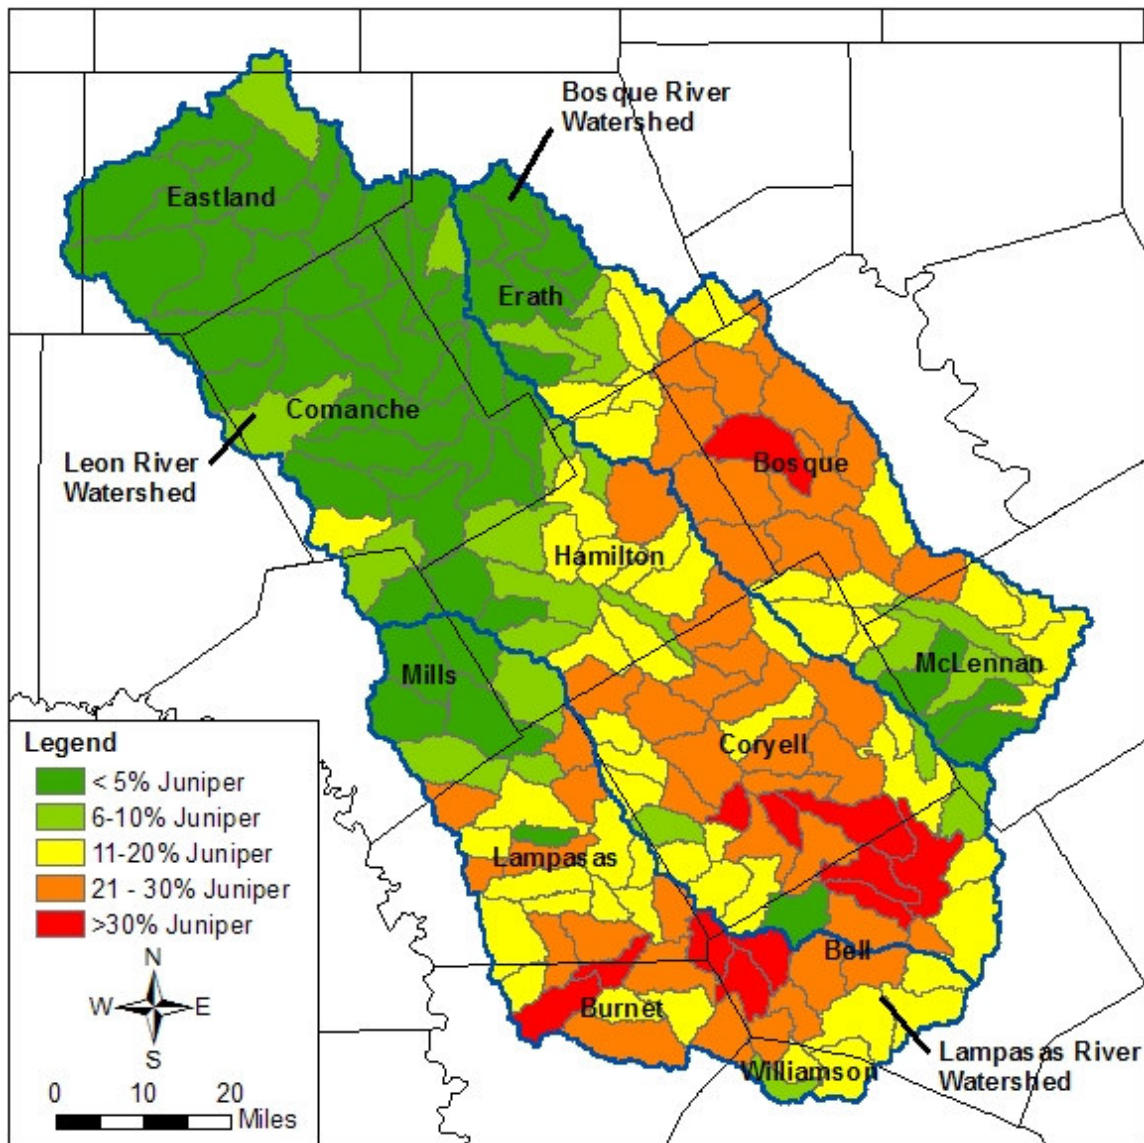 Bosque River
Watershed
Eastland
Erath
Comanche
Leon River
Watershed
Bosque
Hamilton
McLennan
Mills
Coryell
Lampasas
Bell
Burnet
Williamson
Lampasas River
Watershed
Legend
< 5% Juniper
6-10% Juniper
11-20% Juniper
21 - 30% Juniper
>30% Juniper
N
W E
S
0 10 20
Miles